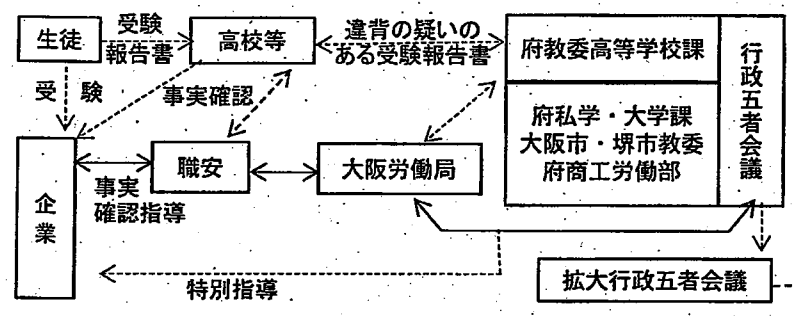 生徒
受験
報告書
高校等
違背の疑いの
ある受験報告書
府教委高等学校課
行政五者会議
受験
事実確認
府私学・大学課
大阪市・堺市教委
府商工労働部
企業
職安
大阪労働局
事実
確認指導
特別指導
拡大行政五者会議